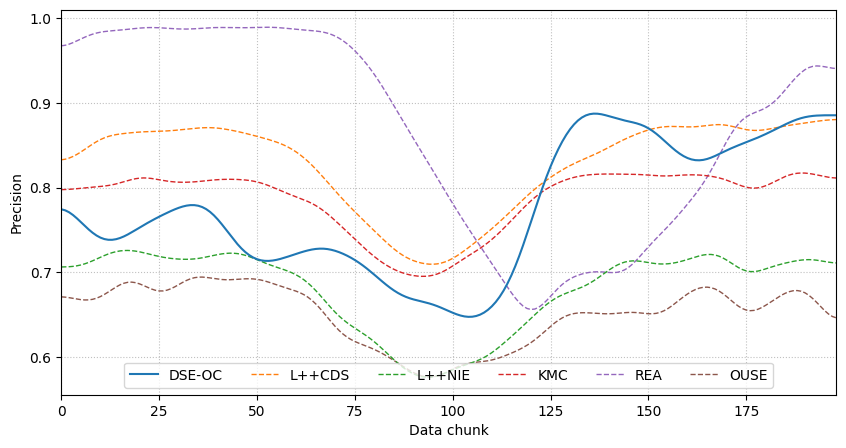 1.0
0.9
0.8
0.7
0.6
Precision
DSE-OC L++CDS L++NIE KMC REA OUSE
0 25 50 75 100 125 150 175
Data chunk